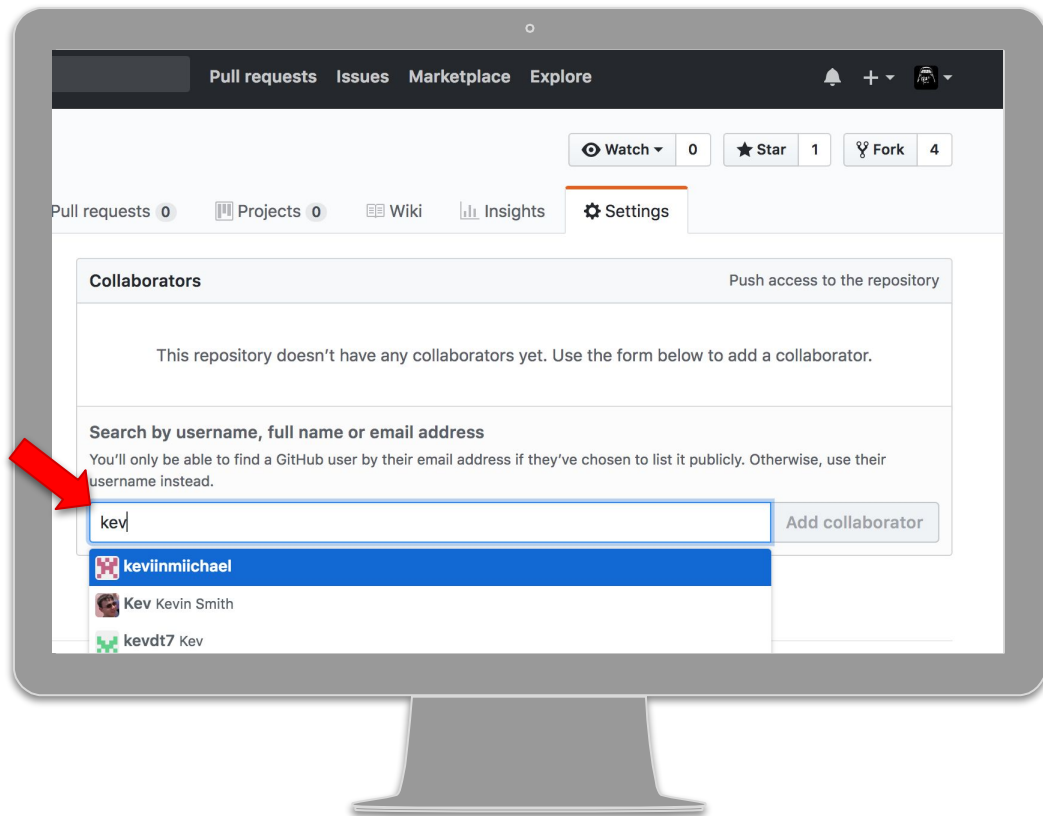 Pull requests Issues Marketplace Explore
Watch 0 Star 1 Fork 4
Pull requests 0 Projects 0 Wiki Insights Settings
Collaborators Push access to the repository
This repository doesn't have any collaborators yet. Use the form below to add a collaborator.
Search by username, full name or email address
You'll only be able to find a GitHub user by their email address if they've chosen to list it publicly. Otherwise, use their
username instead.
kev Add collaborator
keviinmiichael
Kev Kevin Smith
kevdt7 Kev